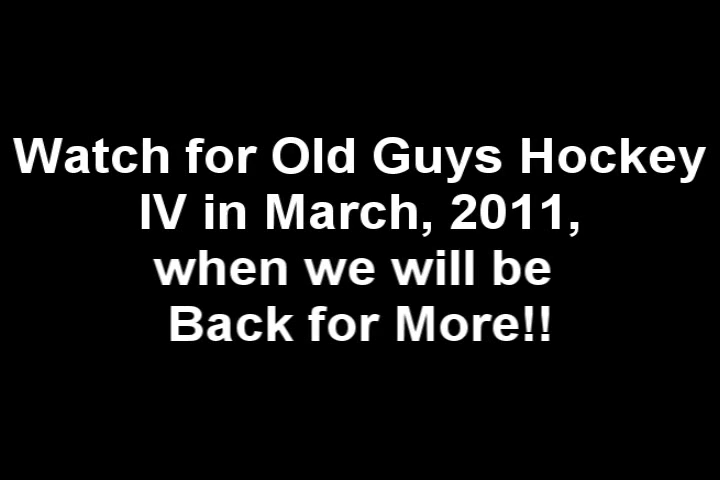 Watch for Old Guys Hockey
IV in March, 2011,
when we will be
Back for More!!